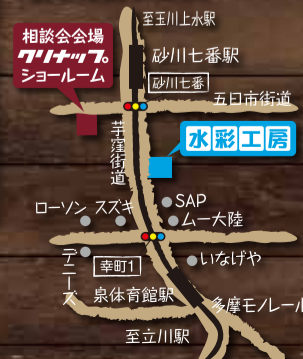 至玉川上水駅
相談会会場
クリナップ
ショールーム
砂川七番駅
砂川七番
五日市街道
芋窪街道
水彩工房
ローソン スズキ
SAP
ムー大陸
デニーズ
幸町1
いなげや
泉体育館駅
多摩モノレール
至立川駅